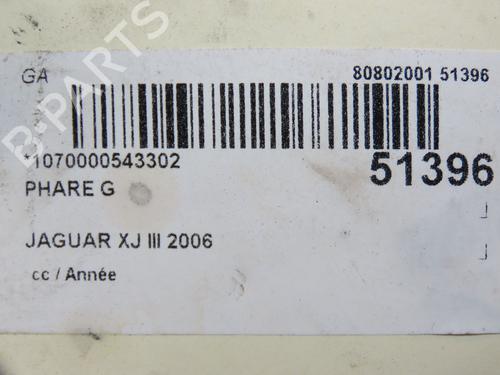 GA 80802001 51396
1070000543302 51396
PHARE G
JAGUAR XJ III 2006
cc / Année
B-PARTS